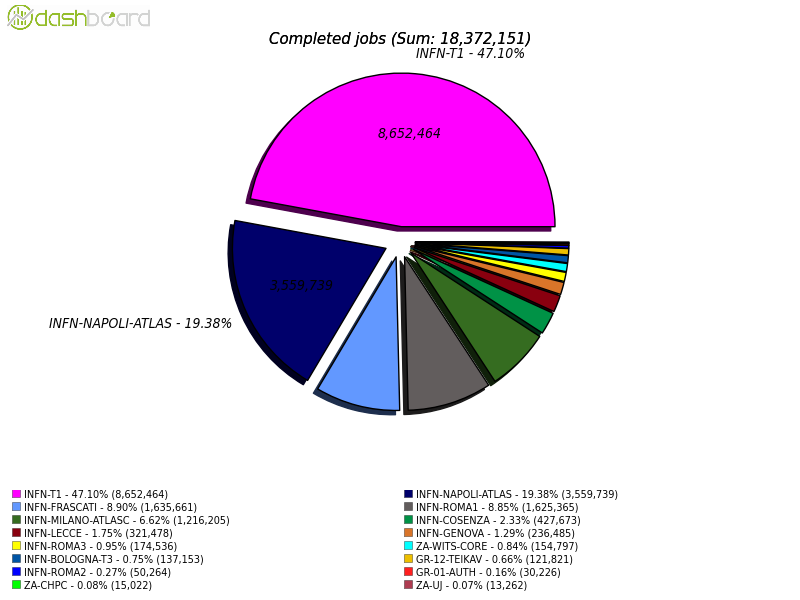 dashboard
Completed jobs (Sum: 18,372,151)
INFN-T1 - 47.10%
8,652,464
3,559,739
INFN-NAPOLI-ATLAS - 19.38%
INFN-T1 - 47.10% (8,652,464)
INFN-NAPOLI-ATLAS - 19.38% (3,559,739)
INFN-FRASCATI - 8.90% (1,635,661)
INFN-ROMA1 - 8.85% (1,625,365)
INFN-MILANO-ATLASC - 6.62% (1,216,205)
INFN-COSENZA - 2.33% (427,673)
INFN-LECCE - 1.75% (321,478)
INFN-GENOVA - 1.29% (236,485)
INFN-ROMA3 - 0.95% (174,536)
ZA-WITS-CORE - 0.84% (154,797)
INFN-BOLOGNA-T3 - 0.75% (137,153)
GR-12-TEIKAV - 0.66% (121,821)
INFN-ROMA2 - 0.27% (50,264)
GR-01-AUTH - 0.16% (30,226)
ZA-CHPC - 0.08% (15,022)
ZA-UJ - 0.07% (13,262)